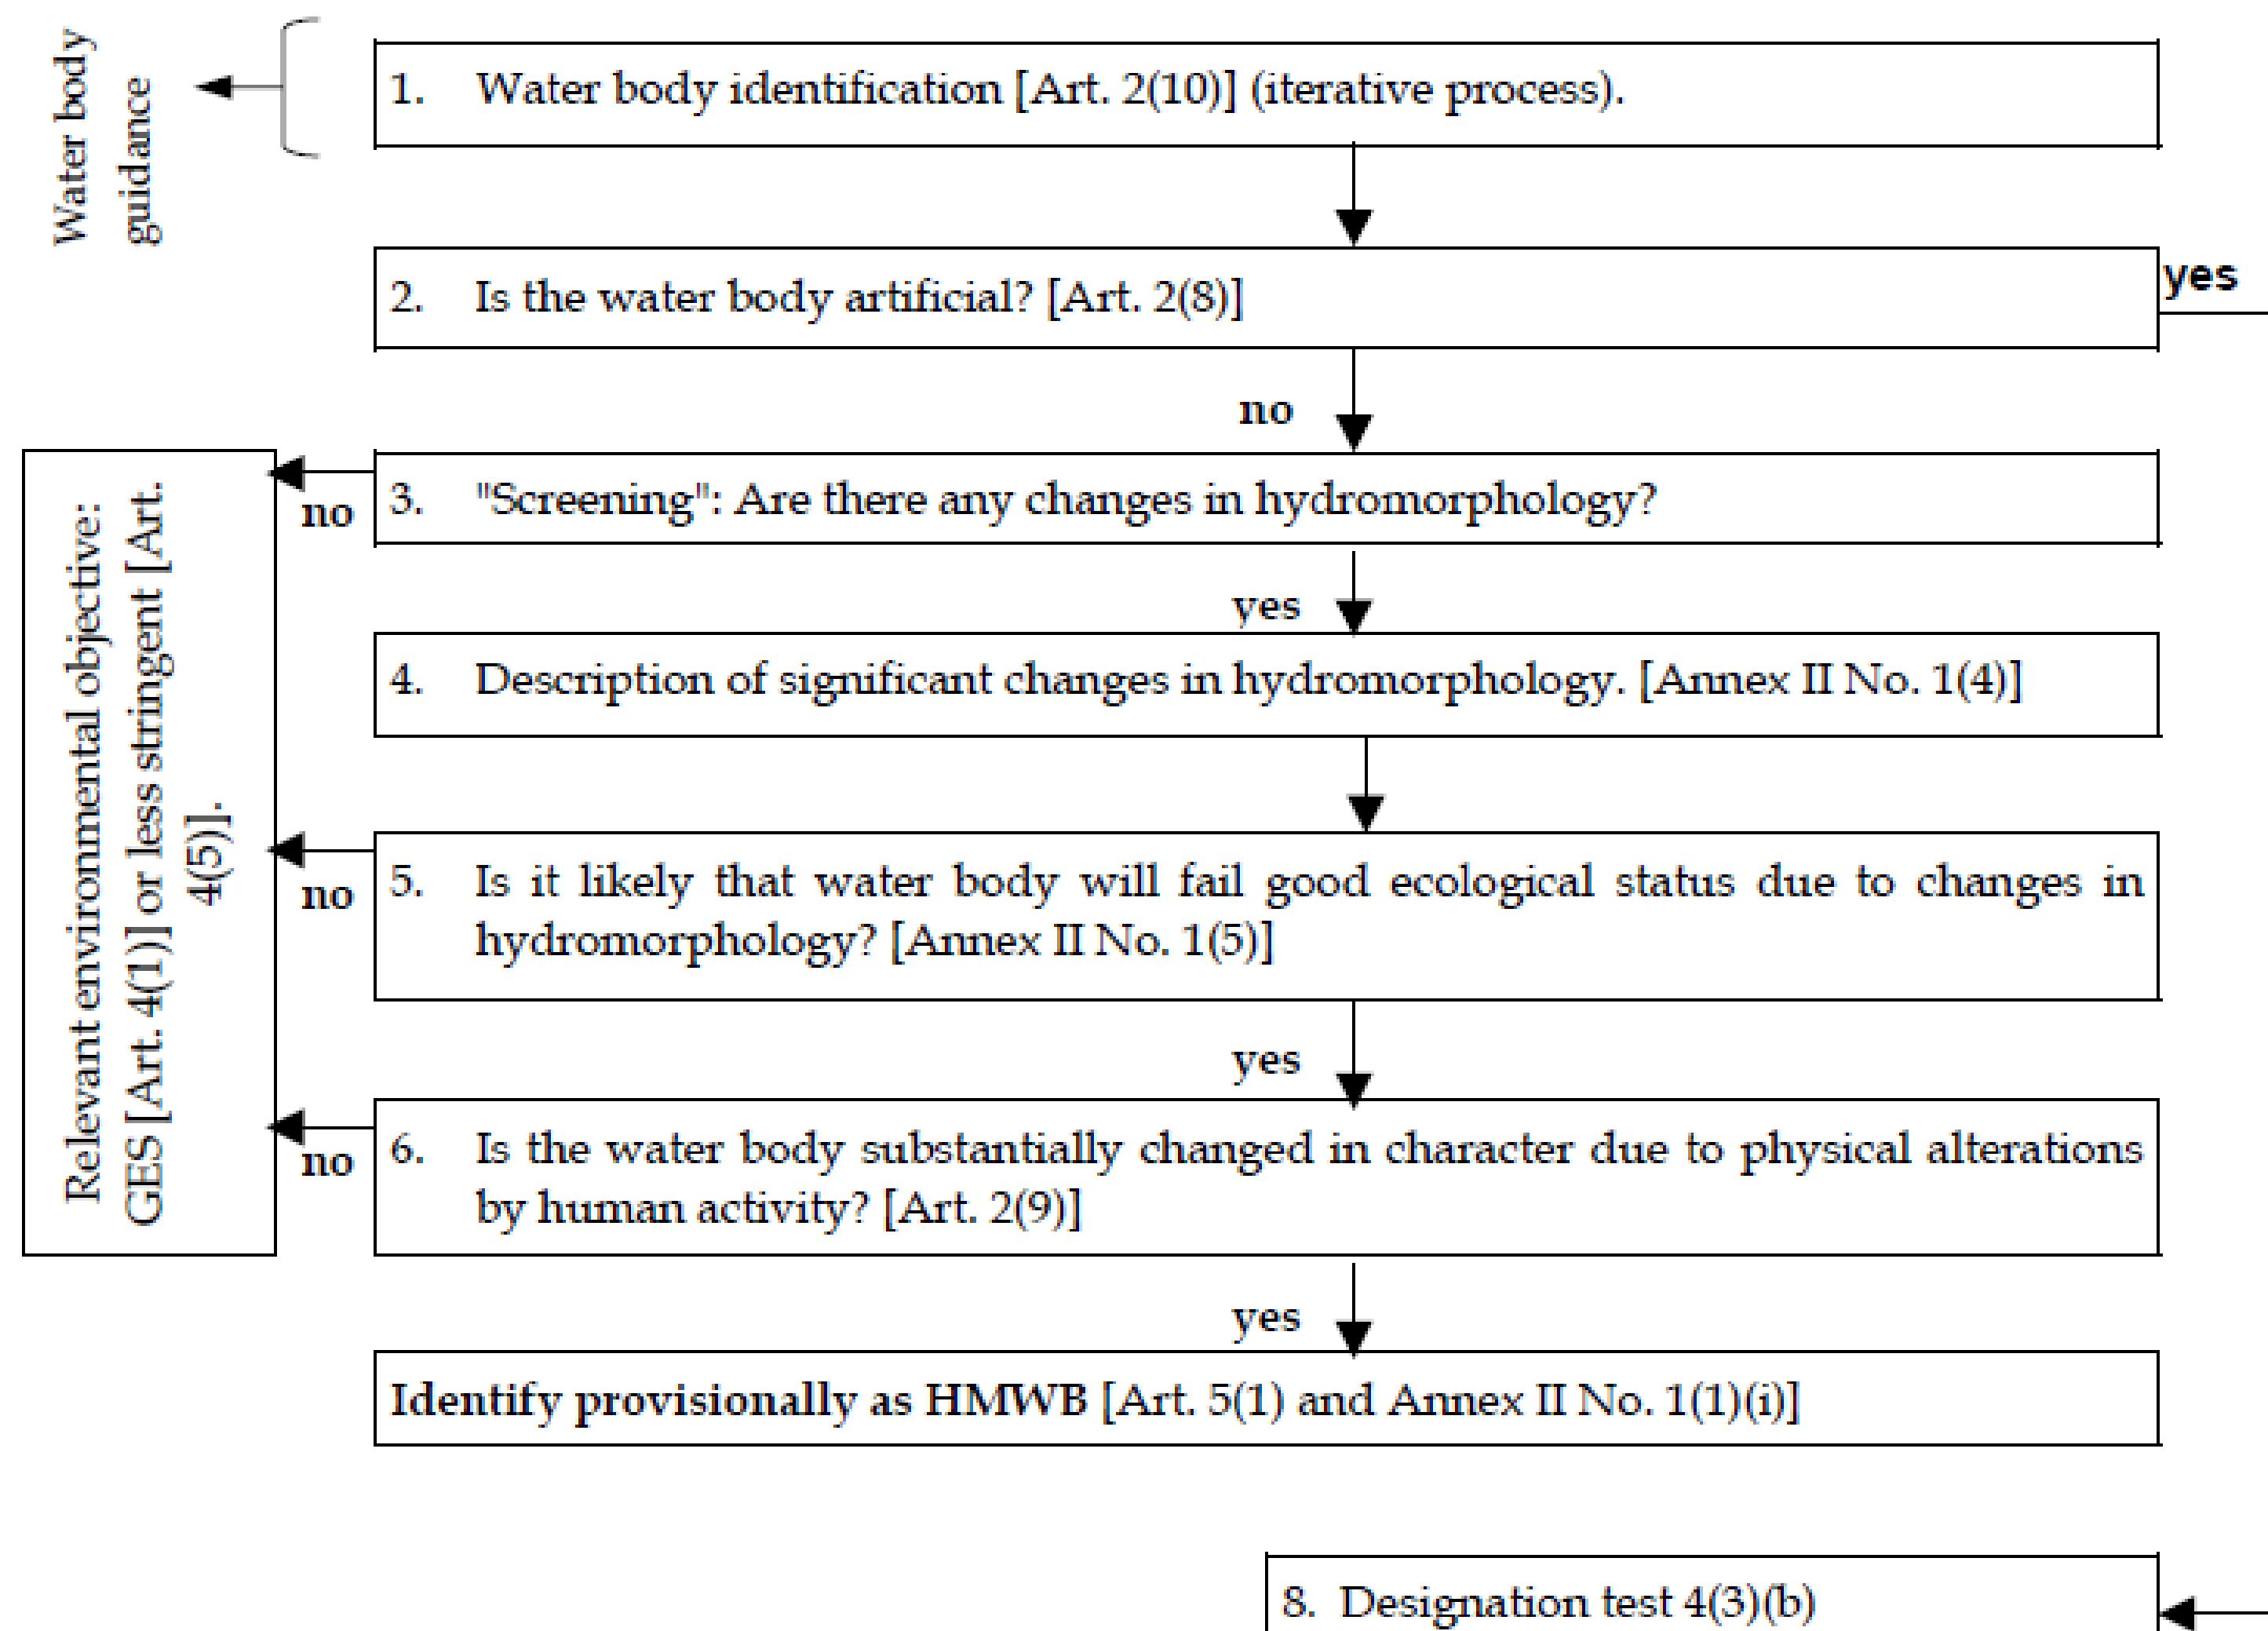 Water body
guidance
1. Water body identification [Art. 2(10)] (iterative process).
2. Is the water body artificial? [Art. 2(8)]
yes
no
Relevant environmental objective:
GES [Art. 4(1)] or less stringent [Art.
4(5)].
no
3. "Screening": Are there any changes in hydromorphology?
yes
4. Description of significant changes in hydromorphology. [Annex II No. 1(4)]
no
5. Is it likely that water body will fail good ecological status due to changes in
hydromorphology? [Annex II No. 1(5)]
yes
no
6. Is the water body substantially changed in character due to physical alterations
by human activity? [Art. 2(9)]
yes
Identify provisionally as HMWB [Art. 5(1) and Annex II No. 1(1)(i)]
8. Designation test 4(3)(b)